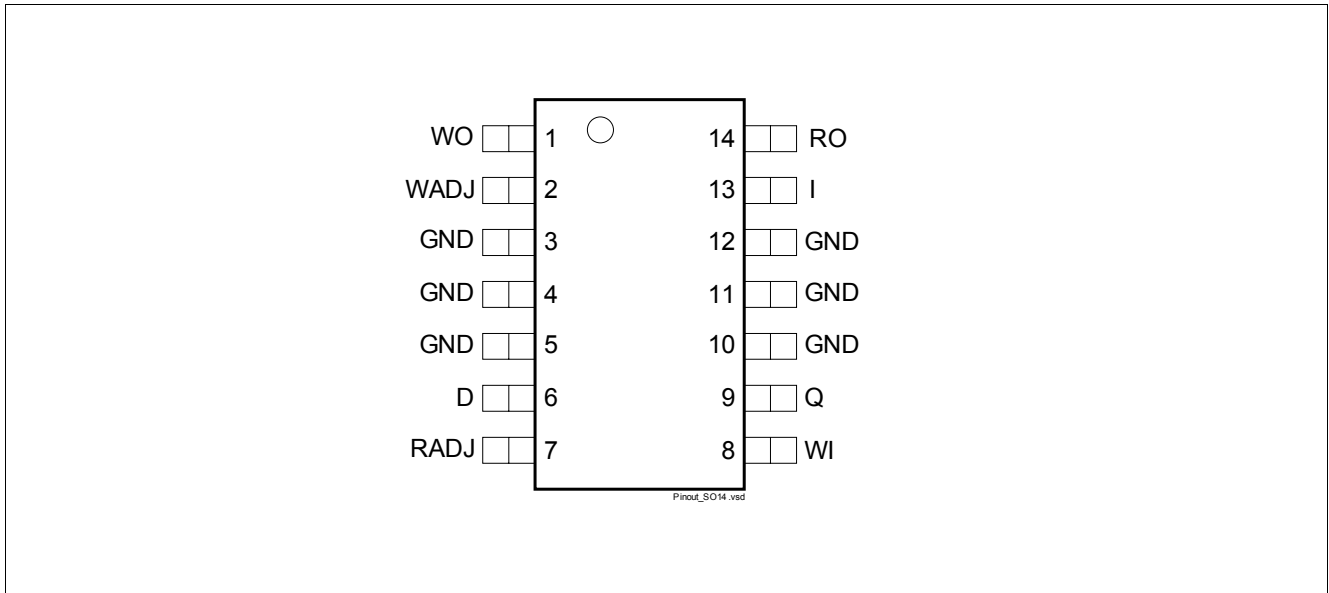 WO 1 14 RO
WADJ 2 13 I
GND 3 12 GND
GND 4 11 GND
GND 5 10 GND
D 6 9 Q
RADJ 7 8 WI
Pinout_SO14.vsd